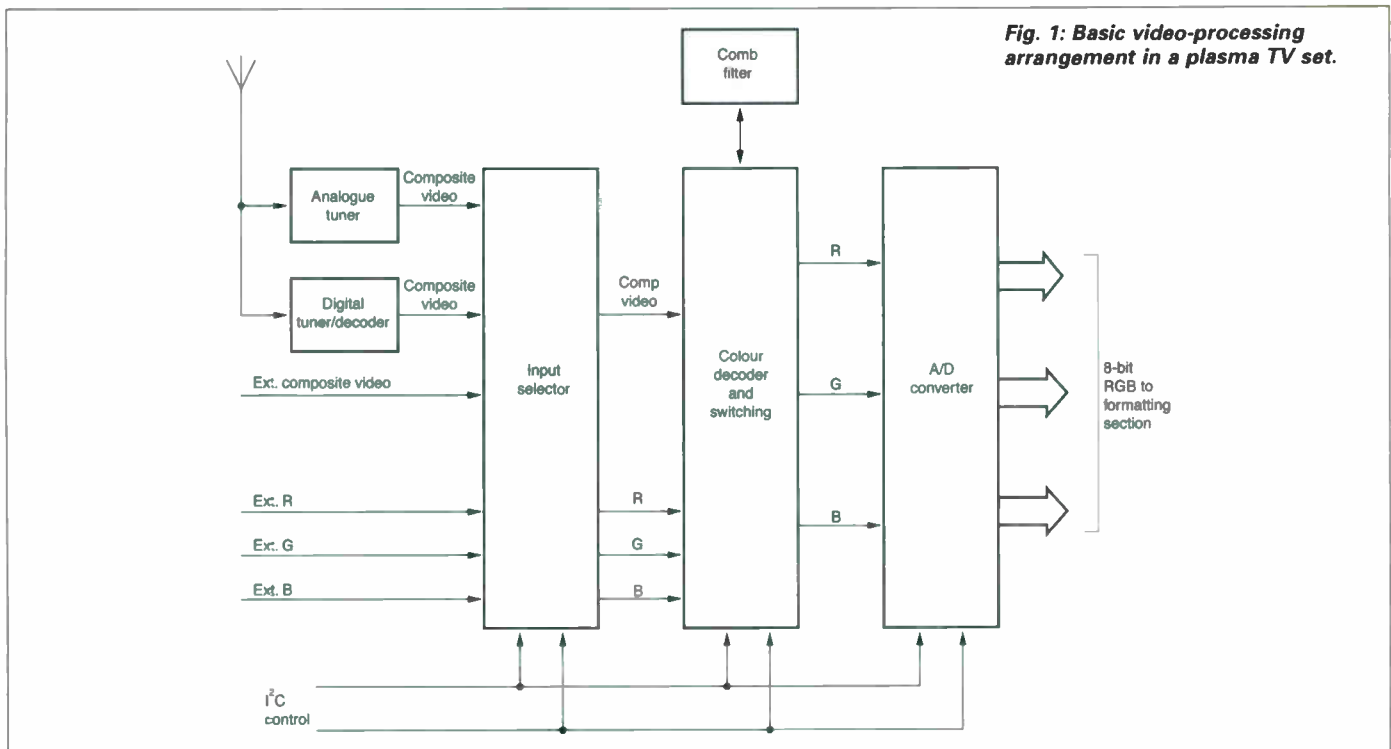 Fig. 1: Basic video-processing
arrangement in a plasma TV set.
Comb
filter
Analogue
tuner
Composite
video
Digital
tuner/decoder
Composite
video
Ext. composite video
Ext. R
Ext. G
Ext. B
Input
selector
Comp
video
R
G
B
Colour
decoder
and
switching
R
G
B
A/D
converter
8-bit
RGB to
formatting
section
I²C
control